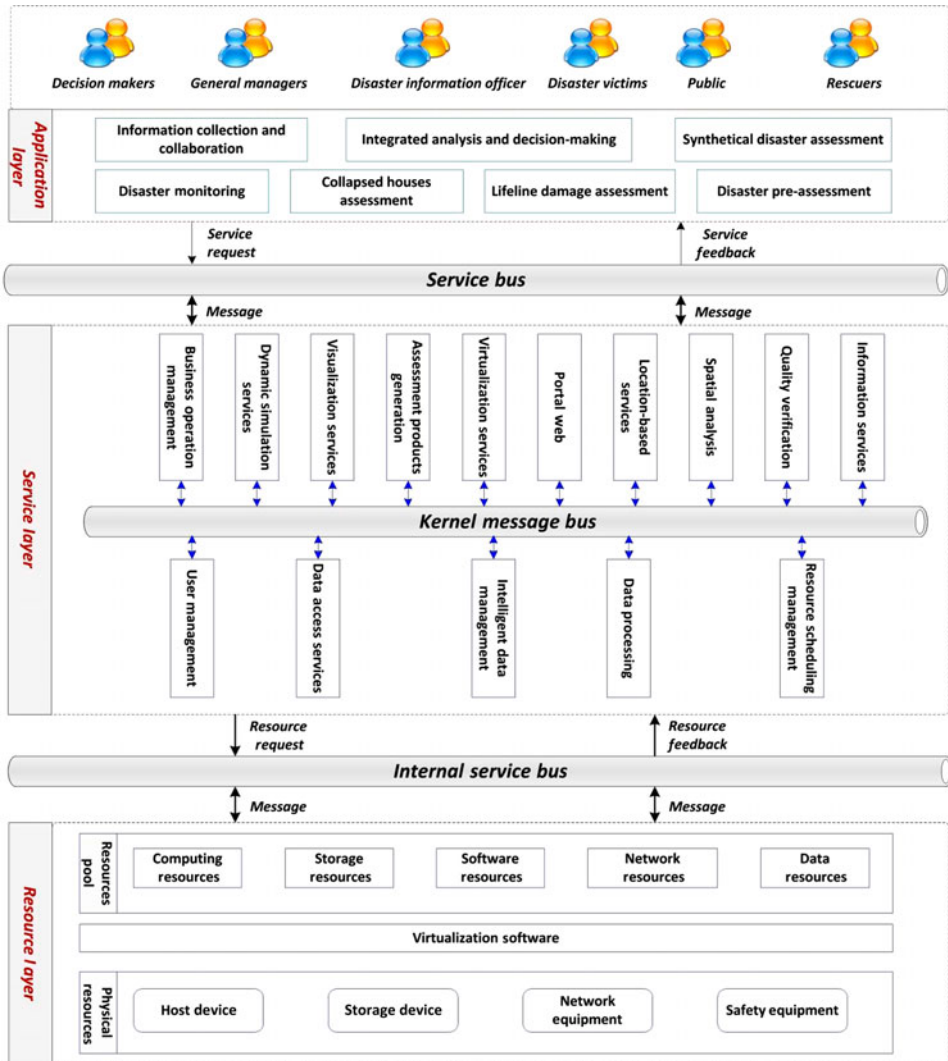 Decision makers
General managers
Disaster information officer
Disaster victims
Public
Rescuers
Application
layer
Information collection and
collaboration
Integrated analysis and decision-making
Synthetical disaster assessment
Disaster monitoring
Collapsed houses
assessment
Lifeline damage assessment
Disaster pre-assessment
Service
request
Service
feedback
Service bus
Message
Message
Service layer
Business operation
management
Dynamic simulation
services
Visualization services
Assessment products
generation
Virtualization services
Portal web
Location-based
services
Spatial analysis
Quality verification
Information services
Kernel message bus
User management
Data access services
Intelligent data
management
Data processing
Resource scheduling
management
Resource
request
Resource
feedback
Internal service bus
Message
Message
Resource layer
Resources
pool
Computing
resources
Storage
resources
Software
resources
Network
resources
Data
resources
Virtualization software
Physical
resources
Host device
Storage device
Network
equipment
Safety equipment